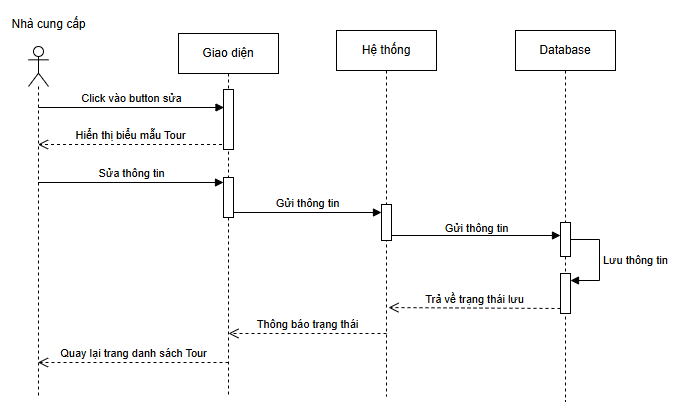 Nhà cung cấp
Giao diện
Hệ thống
Database
Click vào button sửa
Hiển thị biểu mẫu Tour
Sửa thông tin
Gửi thông tin
Gửi thông tin
Lưu thông tin
Trả về trạng thái lưu
Thông báo trạng thái
Quay lại trang danh sách Tour